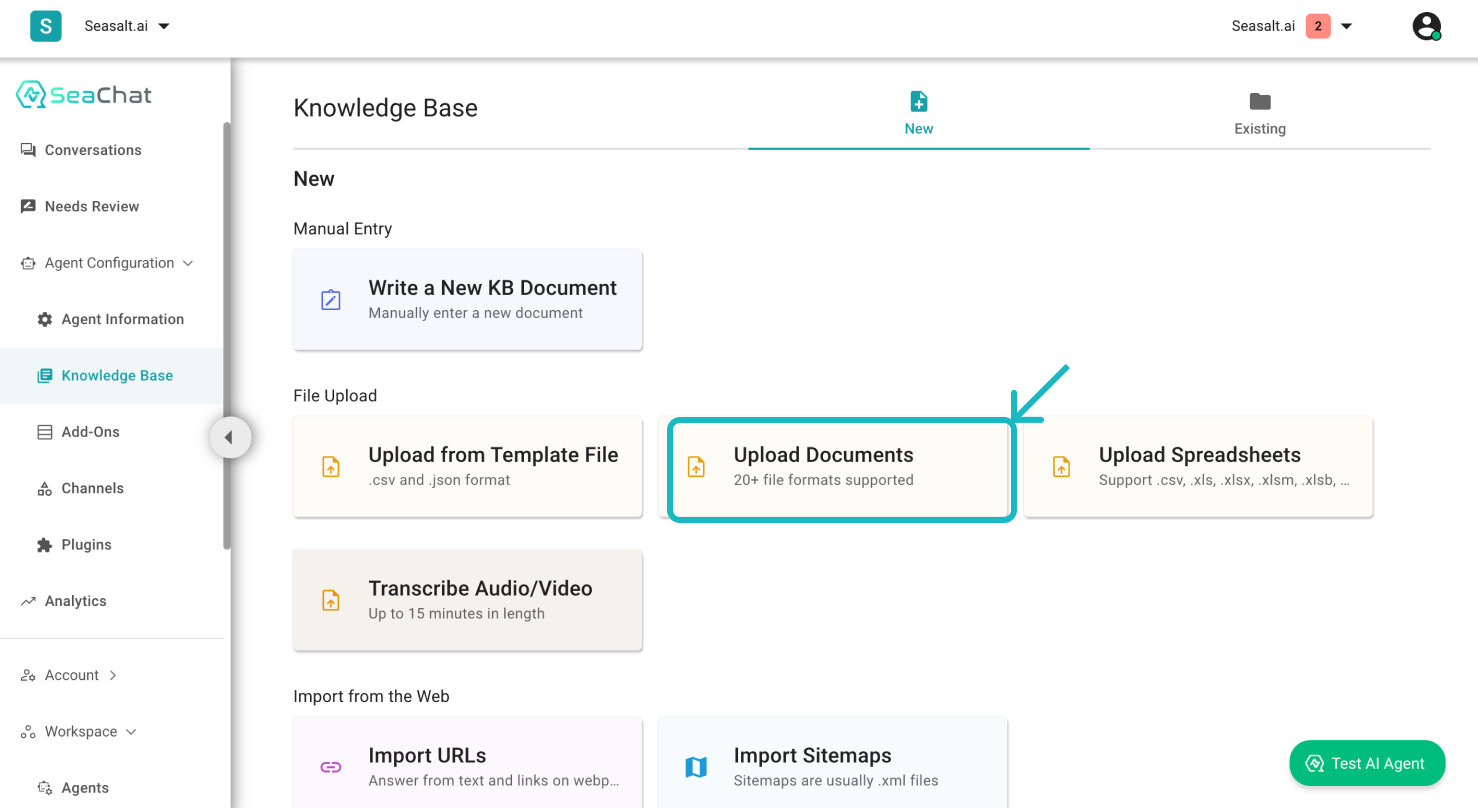 S
Seasalt.ai
Seasalt.ai
2
SeaChat
Conversations
Needs Review
Agent Configuration
Agent Information
Knowledge Base
Add-Ons
Channels
Plugins
Analytics
Account
Workspace
Agents
Knowledge Base
New
Existing
New
Manual Entry
Write a New KB Document
Manually enter a new document
File Upload
Upload from Template File
.csv and .json format
Upload Documents
20+ file formats supported
Upload Spreadsheets
Support .csv, .xls, .xlsx, .xlsm, .xlsb, ...
Transcribe Audio/Video
Up to 15 minutes in length
Import from the Web
Import URLs
Answer from text and links on webp...
Import Sitemaps
Sitemaps are usually .xml files
Test AI Agent